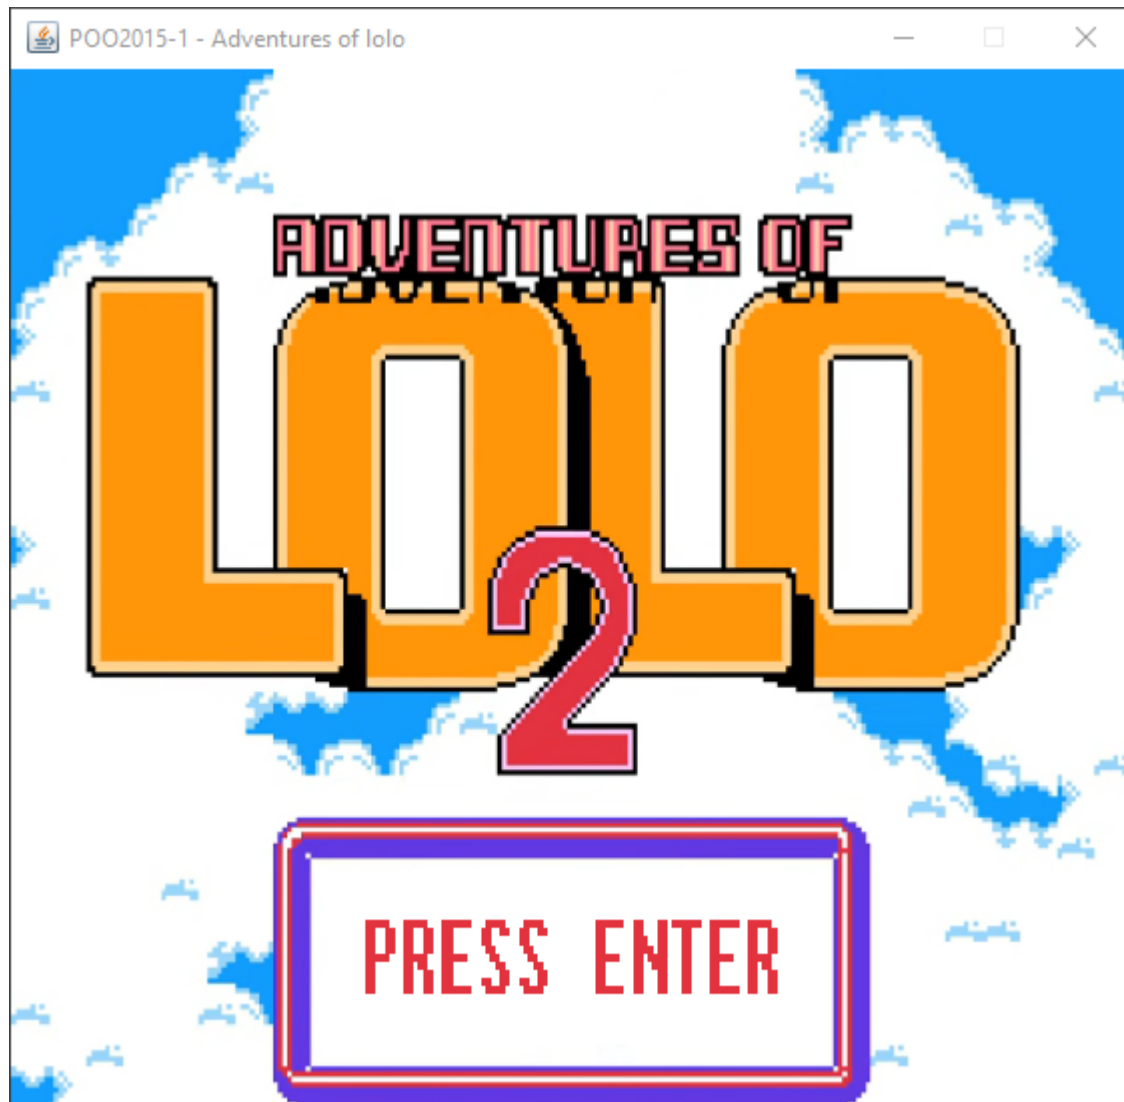 POO2015-1 - Adventures of lolo
ADVENTURES OF
LOLO
2
PRESS ENTER